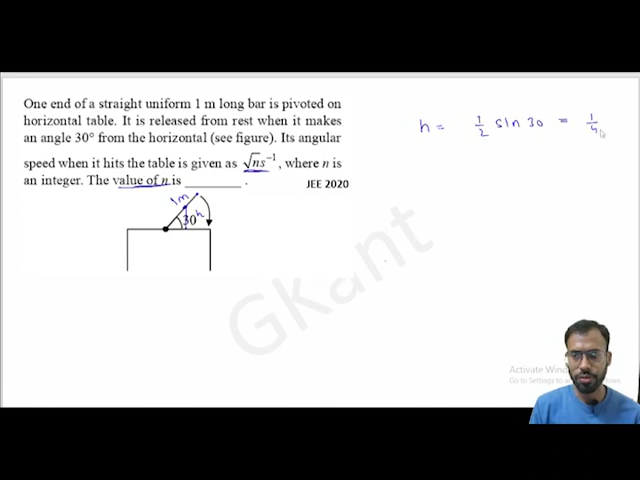 One end of a straight uniform 1 m long bar is pivoted on
horizontal table. It is released from rest when it makes
an angle 30° from the horizontal (see figure). Its angular
speed when it hits the table is given as √n s⁻¹, where n is
an integer. The value of n is ________ .
JEE 2020
h = 1/2 sin 30 = 1/4
1m
h
30°
GKant
Activate Wind
Go to Settings to a
ows.